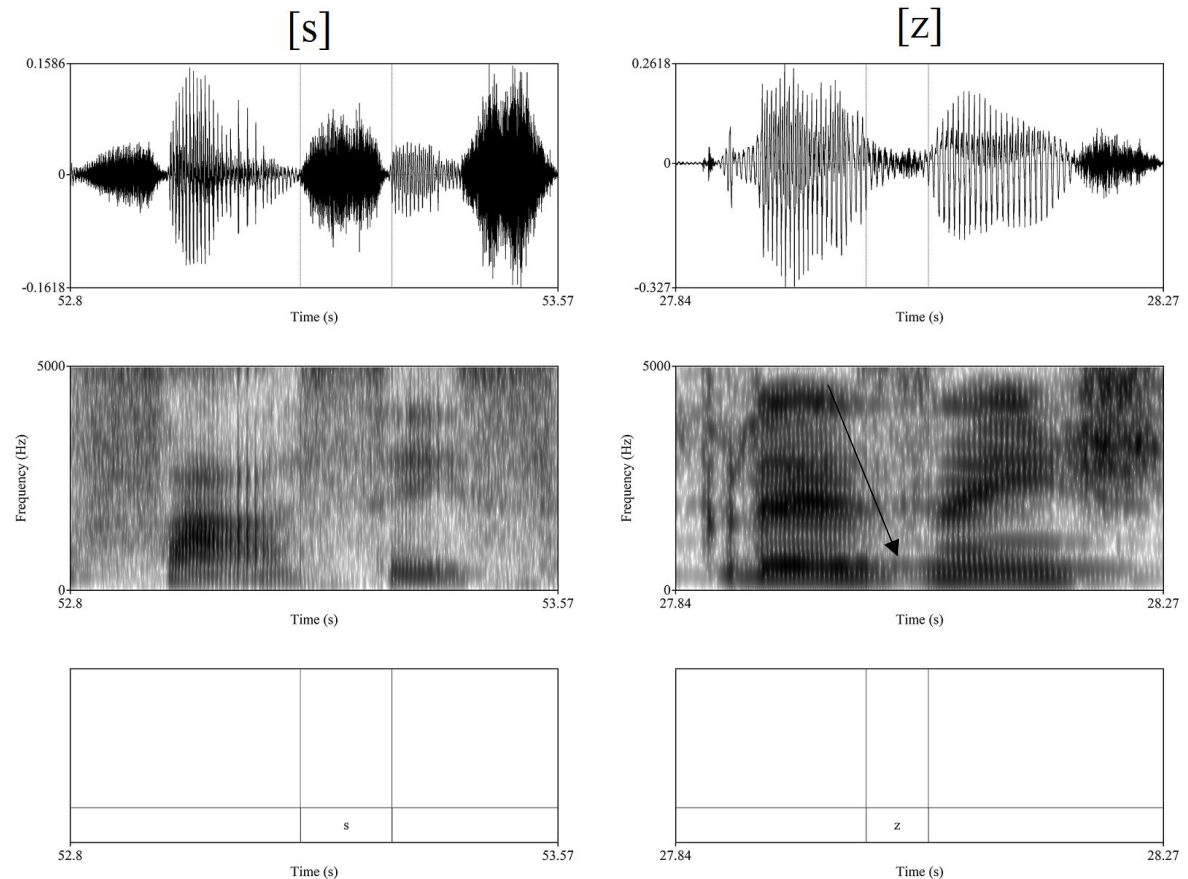 [s]
0.1586
0
-0.1618
52.8
53.57
Time (s)
5000
Frequency (Hz)
0
52.8
53.57
Time (s)
s
52.8
53.57
Time (s)
[z]
0.2618
0
-0.327
27.84
28.27
Time (s)
5000
Frequency (Hz)
0
27.84
28.27
Time (s)
z
27.84
28.27
Time (s)